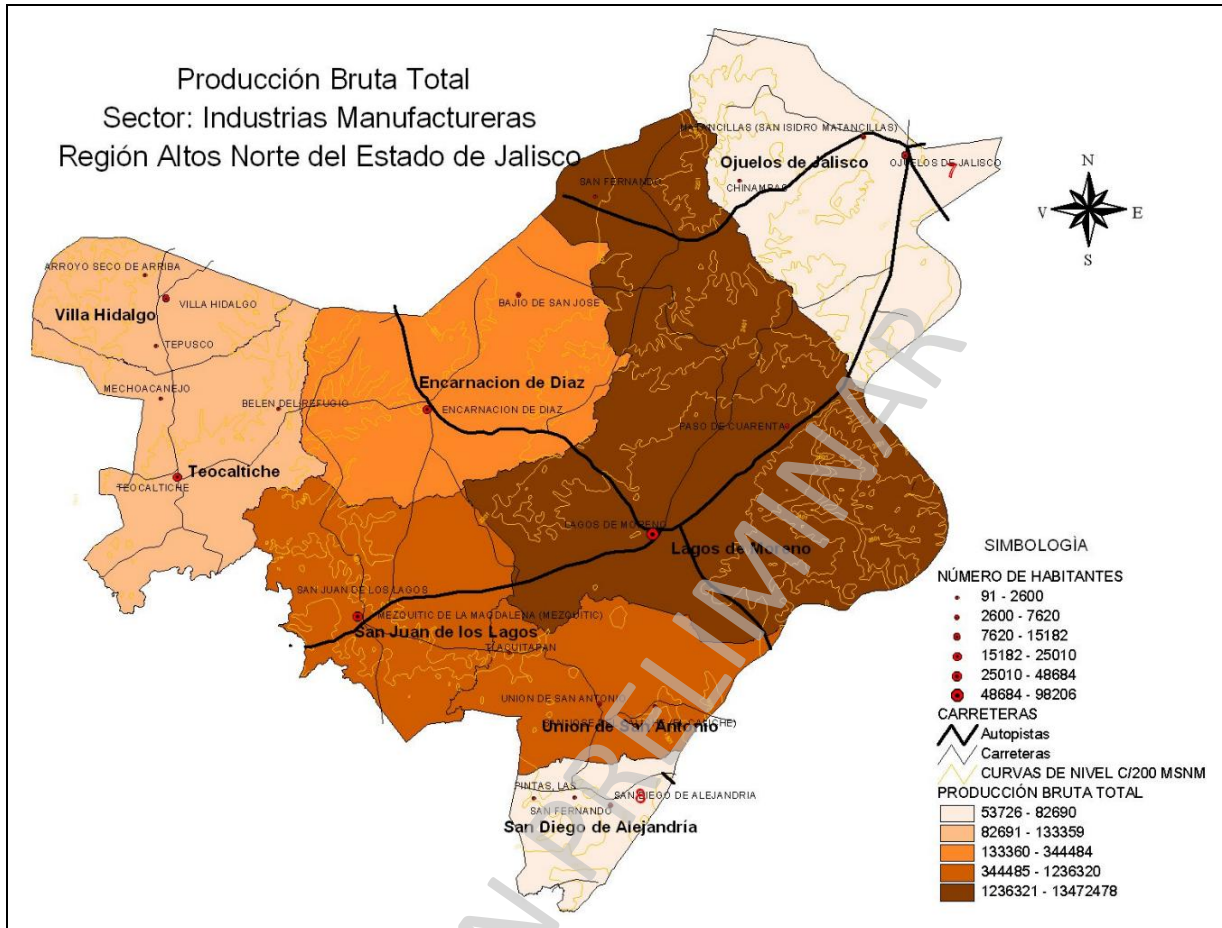 Producción Bruta Total
Sector: Industrias Manufactureras
Región Altos Norte del Estado de Jalisco
MATANCILLAS (SAN ISIDRO MATANCILLAS)
Ojuelos de Jalisco
OJUELOS DE JALISCO
7
CHINAMPAS
SAN FERNANDO
N
V E
S
ARROYO SECO DE ARRIBA
VILLA HIDALGO
Villa Hidalgo
BAJIO DE SAN JOSE
TEPUSCO
MECHOACANEJO
Encarnacion de Diaz
BELEN DEL REFUGIO
ENCARNACION DE DIAZ
PASO DE CUARENTA
Teocaltiche
TEOCALTICHE
LAGOS DE MORENO
Lagos de Moreno
SAN JUAN DE LOS LAGOS
MEZQUITIC DE LA MAGDALENA (MEZQUITIC)
San Juan de los Lagos
TLACUITAPAN
UNION DE SAN ANTONIO
Union de San Antonio
PINTAS, LAS
SAN DIEGO DE ALEJANDRIA
8
SAN FERNANDO
San Diego de Alejandría
SIMBOLOGÌA
NÚMERO DE HABITANTES
91 - 2600
2600 - 7620
7620 - 15182
15182 - 25010
25010 - 48684
48684 - 98206
CARRETERAS
Autopistas
Carreteras
CURVAS DE NIVEL C/200 MSNM
PRODUCCIÓN BRUTA TOTAL
53726 - 82690
82691 - 133359
133360 - 344484
344485 - 1236320
1236321 - 13472478
N PRELIMINAR